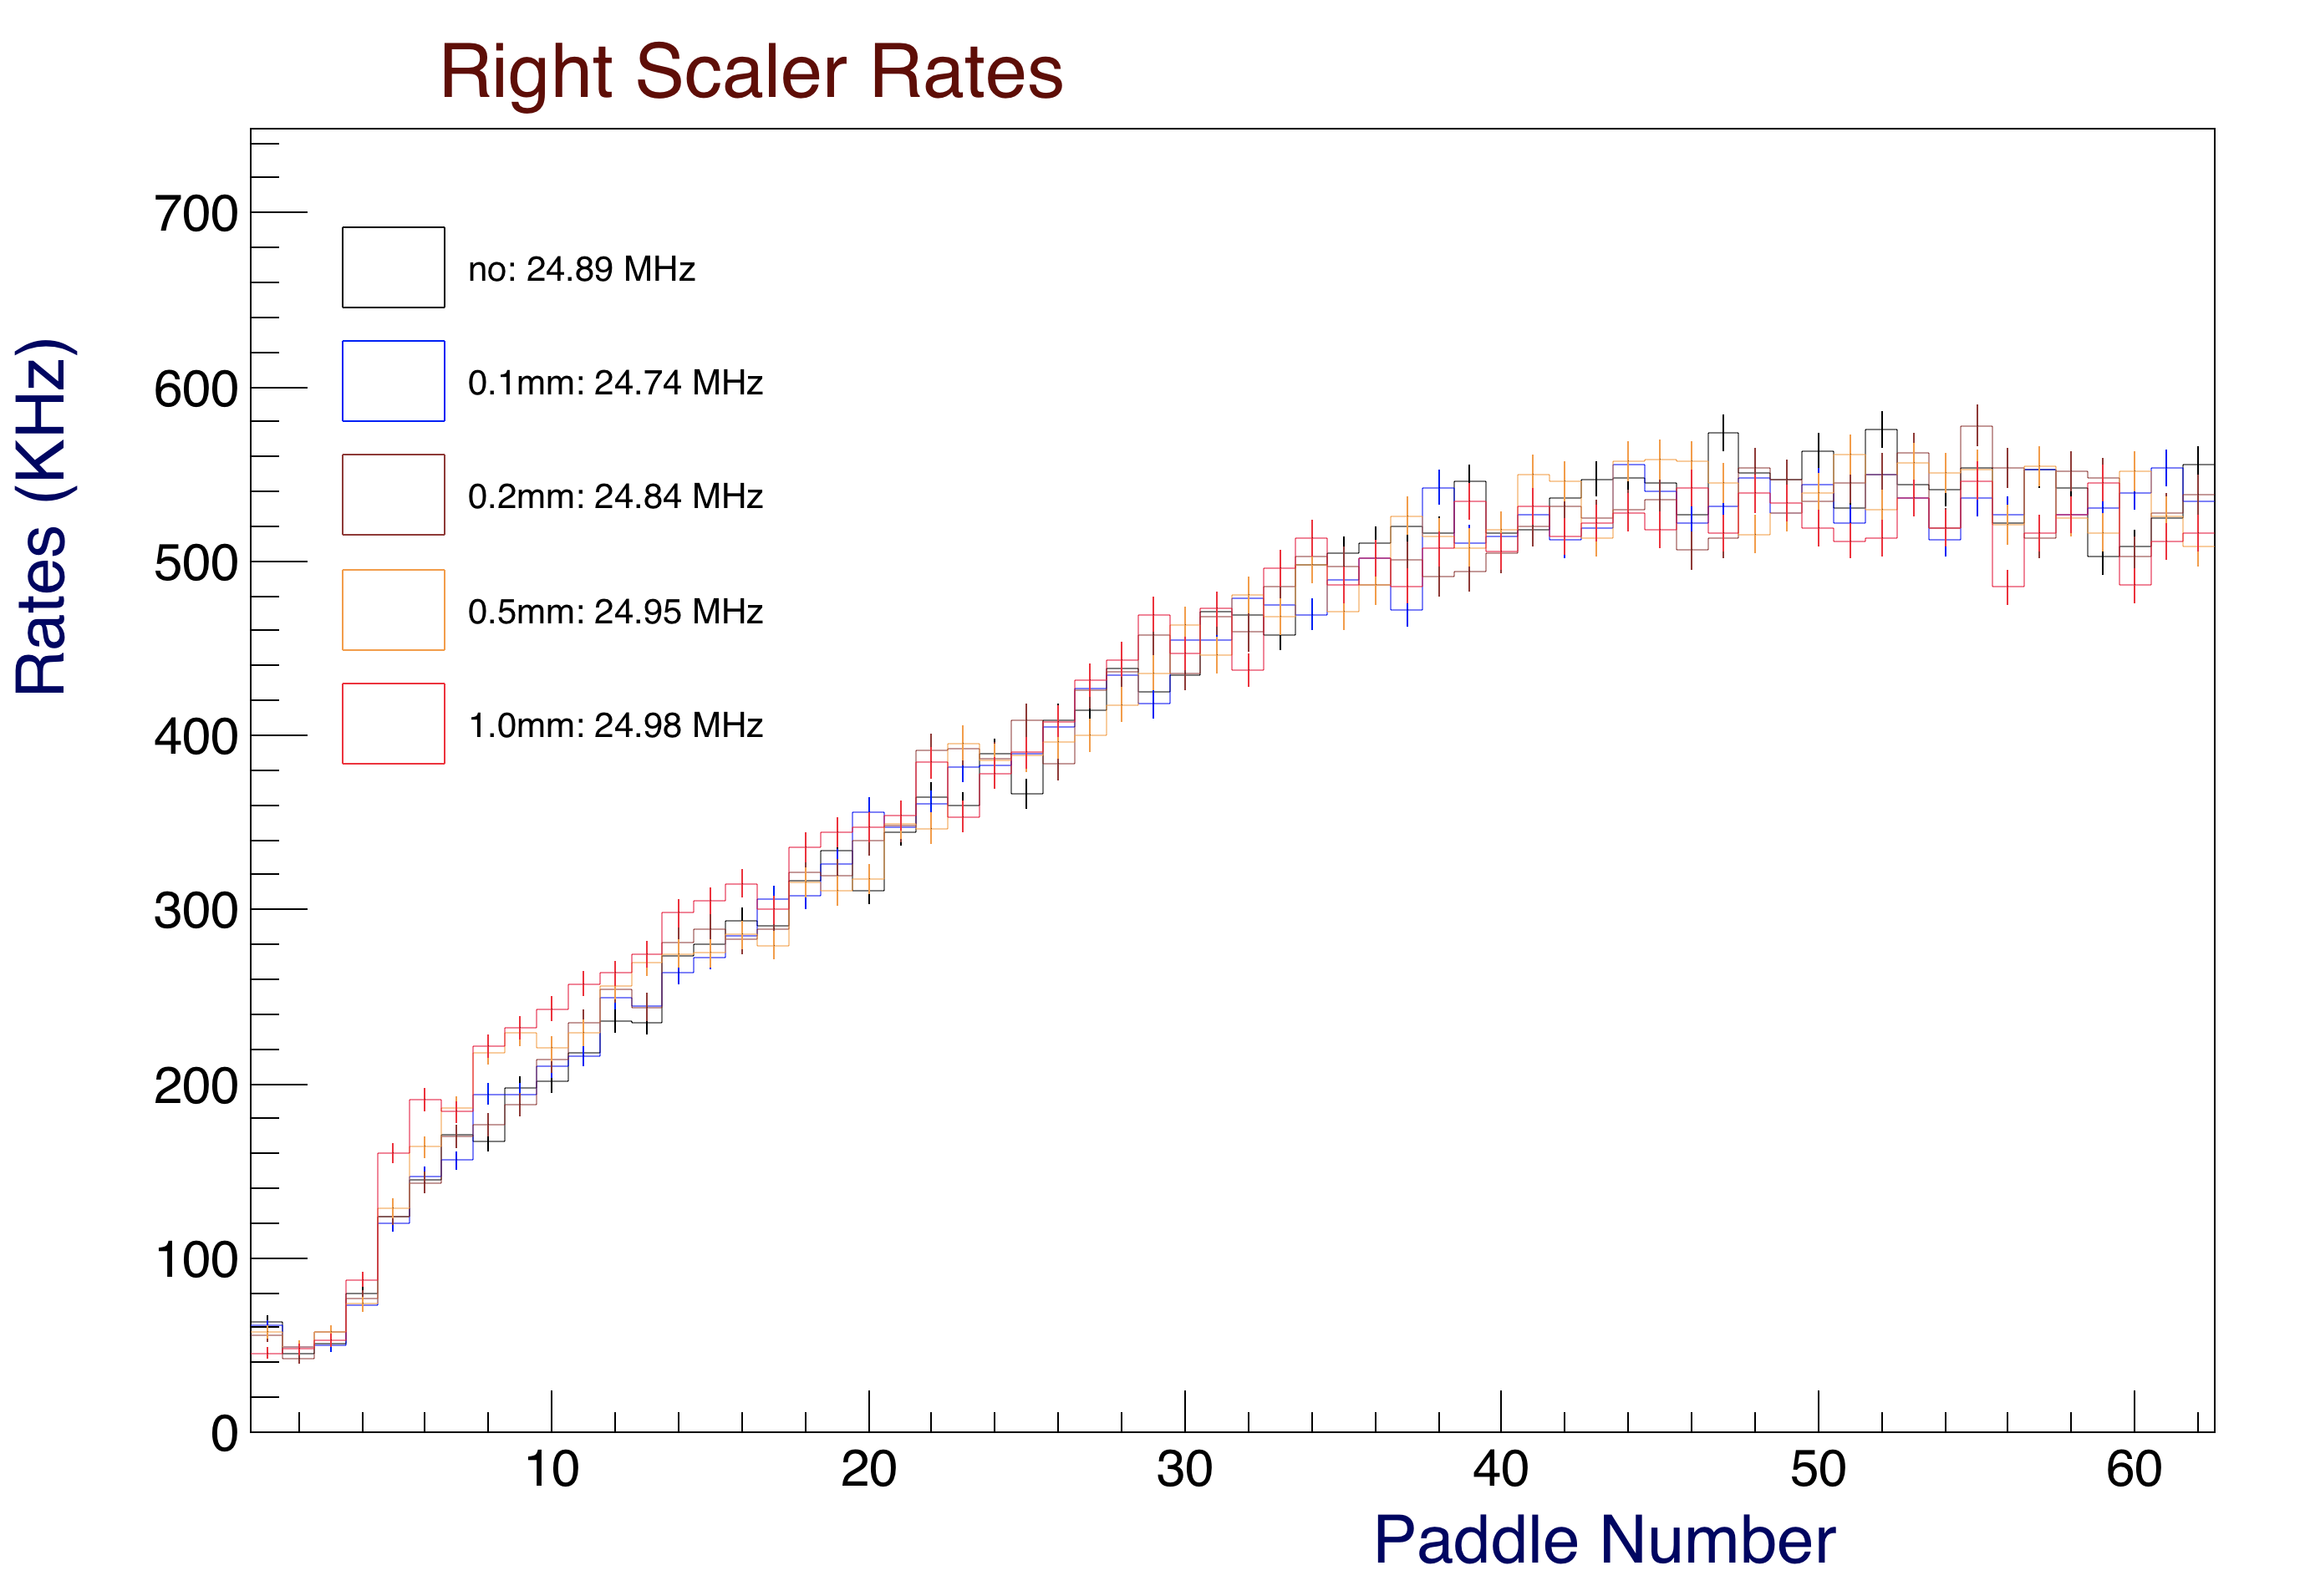 Right Scaler Rates
Rates (KHz)
700
600
500
400
300
200
100
0
no: 24.89 MHz
0.1mm: 24.74 MHz
0.2mm: 24.84 MHz
0.5mm: 24.95 MHz
1.0mm: 24.98 MHz
10 20 30 40 50 60
Paddle Number